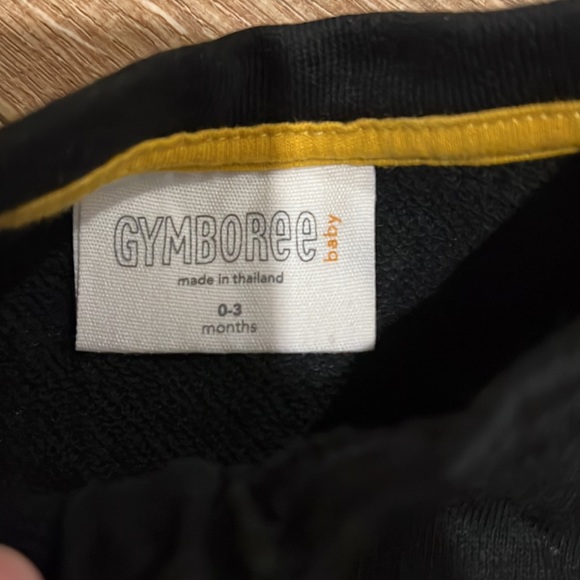 GYMBOREE baby
made in thailand
0-3
months